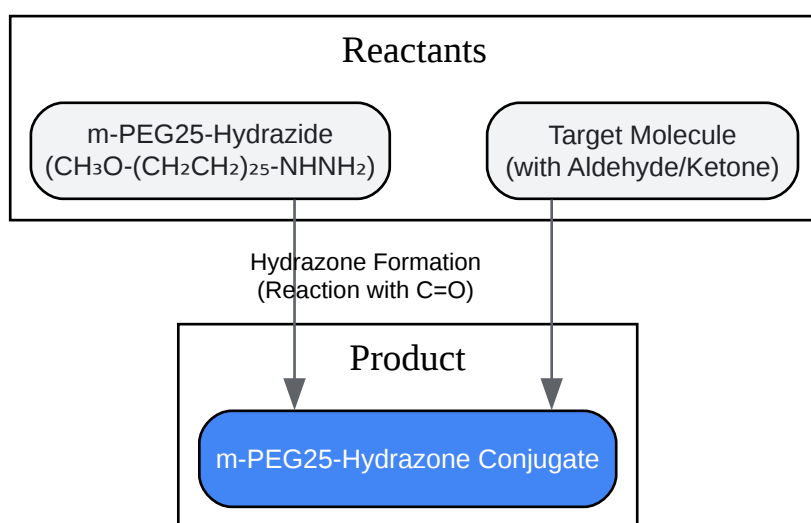 Reactants
m-PEG25-Hydrazide
(CH₃O-(CH₂CH₂)₂₅-NHNH₂)
Target Molecule
(with Aldehyde/Ketone)
Hydrazone Formation
(Reaction with C=O)
Product
m-PEG25-Hydrazone Conjugate